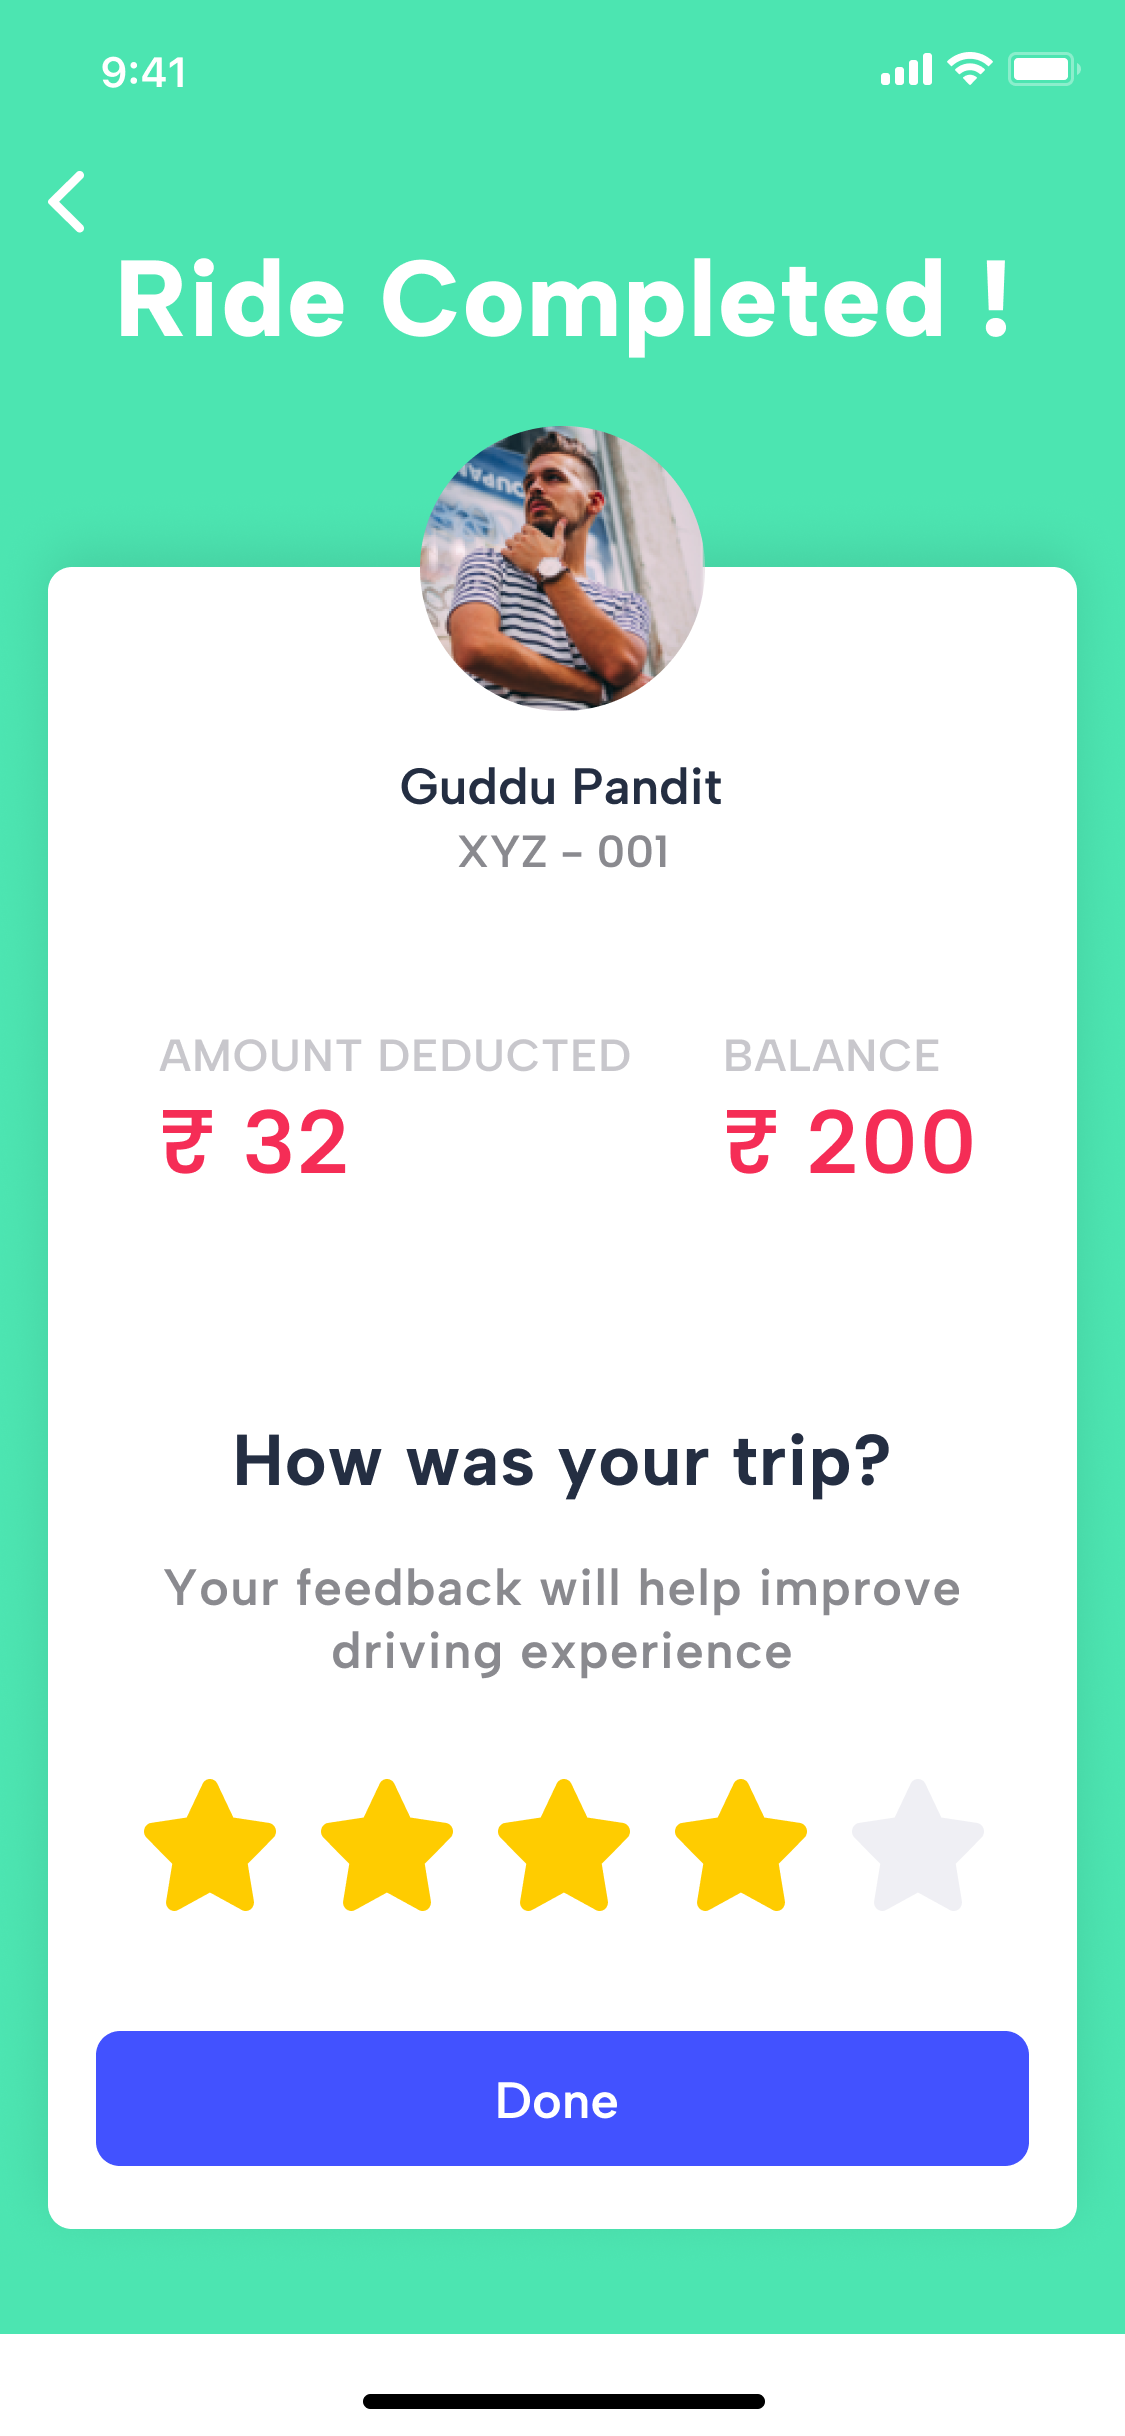 9:41
Ride Completed !
Guddu Pandit
XYZ - 001
AMOUNT DEDUCTED BALANCE
₹ 32 ₹ 200
How was your trip?
Your feedback will help improve
driving experience
Done